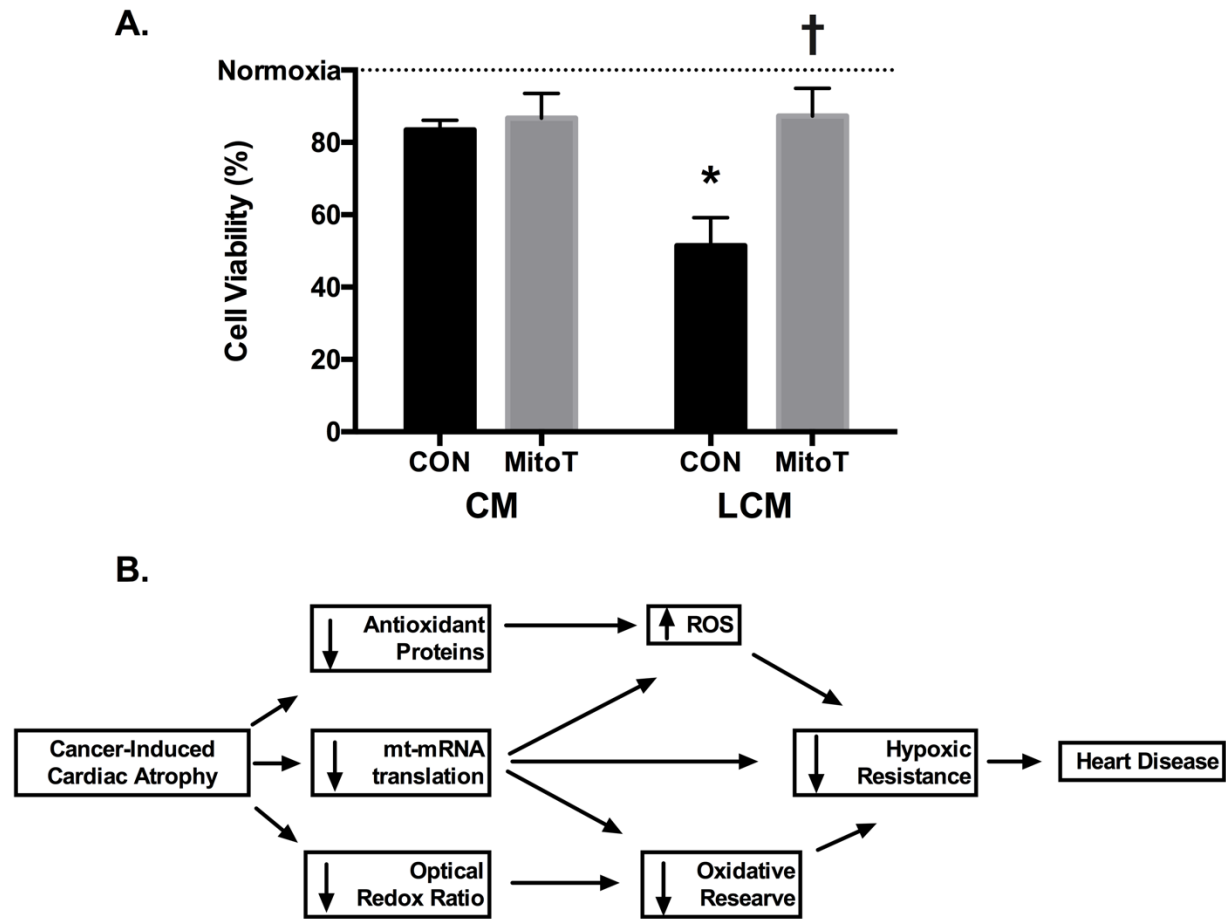 A.
†
Normoxia
80
60
40
20
0
Cell Viability (%)
*
CON MitoT CON MitoT
CM LCM
B.
Antioxidant
Proteins
ROS
Cancer-Induced
Cardiac Atrophy
mt-mRNA
translation
Hypoxic
Resistance
Heart Disease
Optical
Redox Ratio
Oxidative
Researve